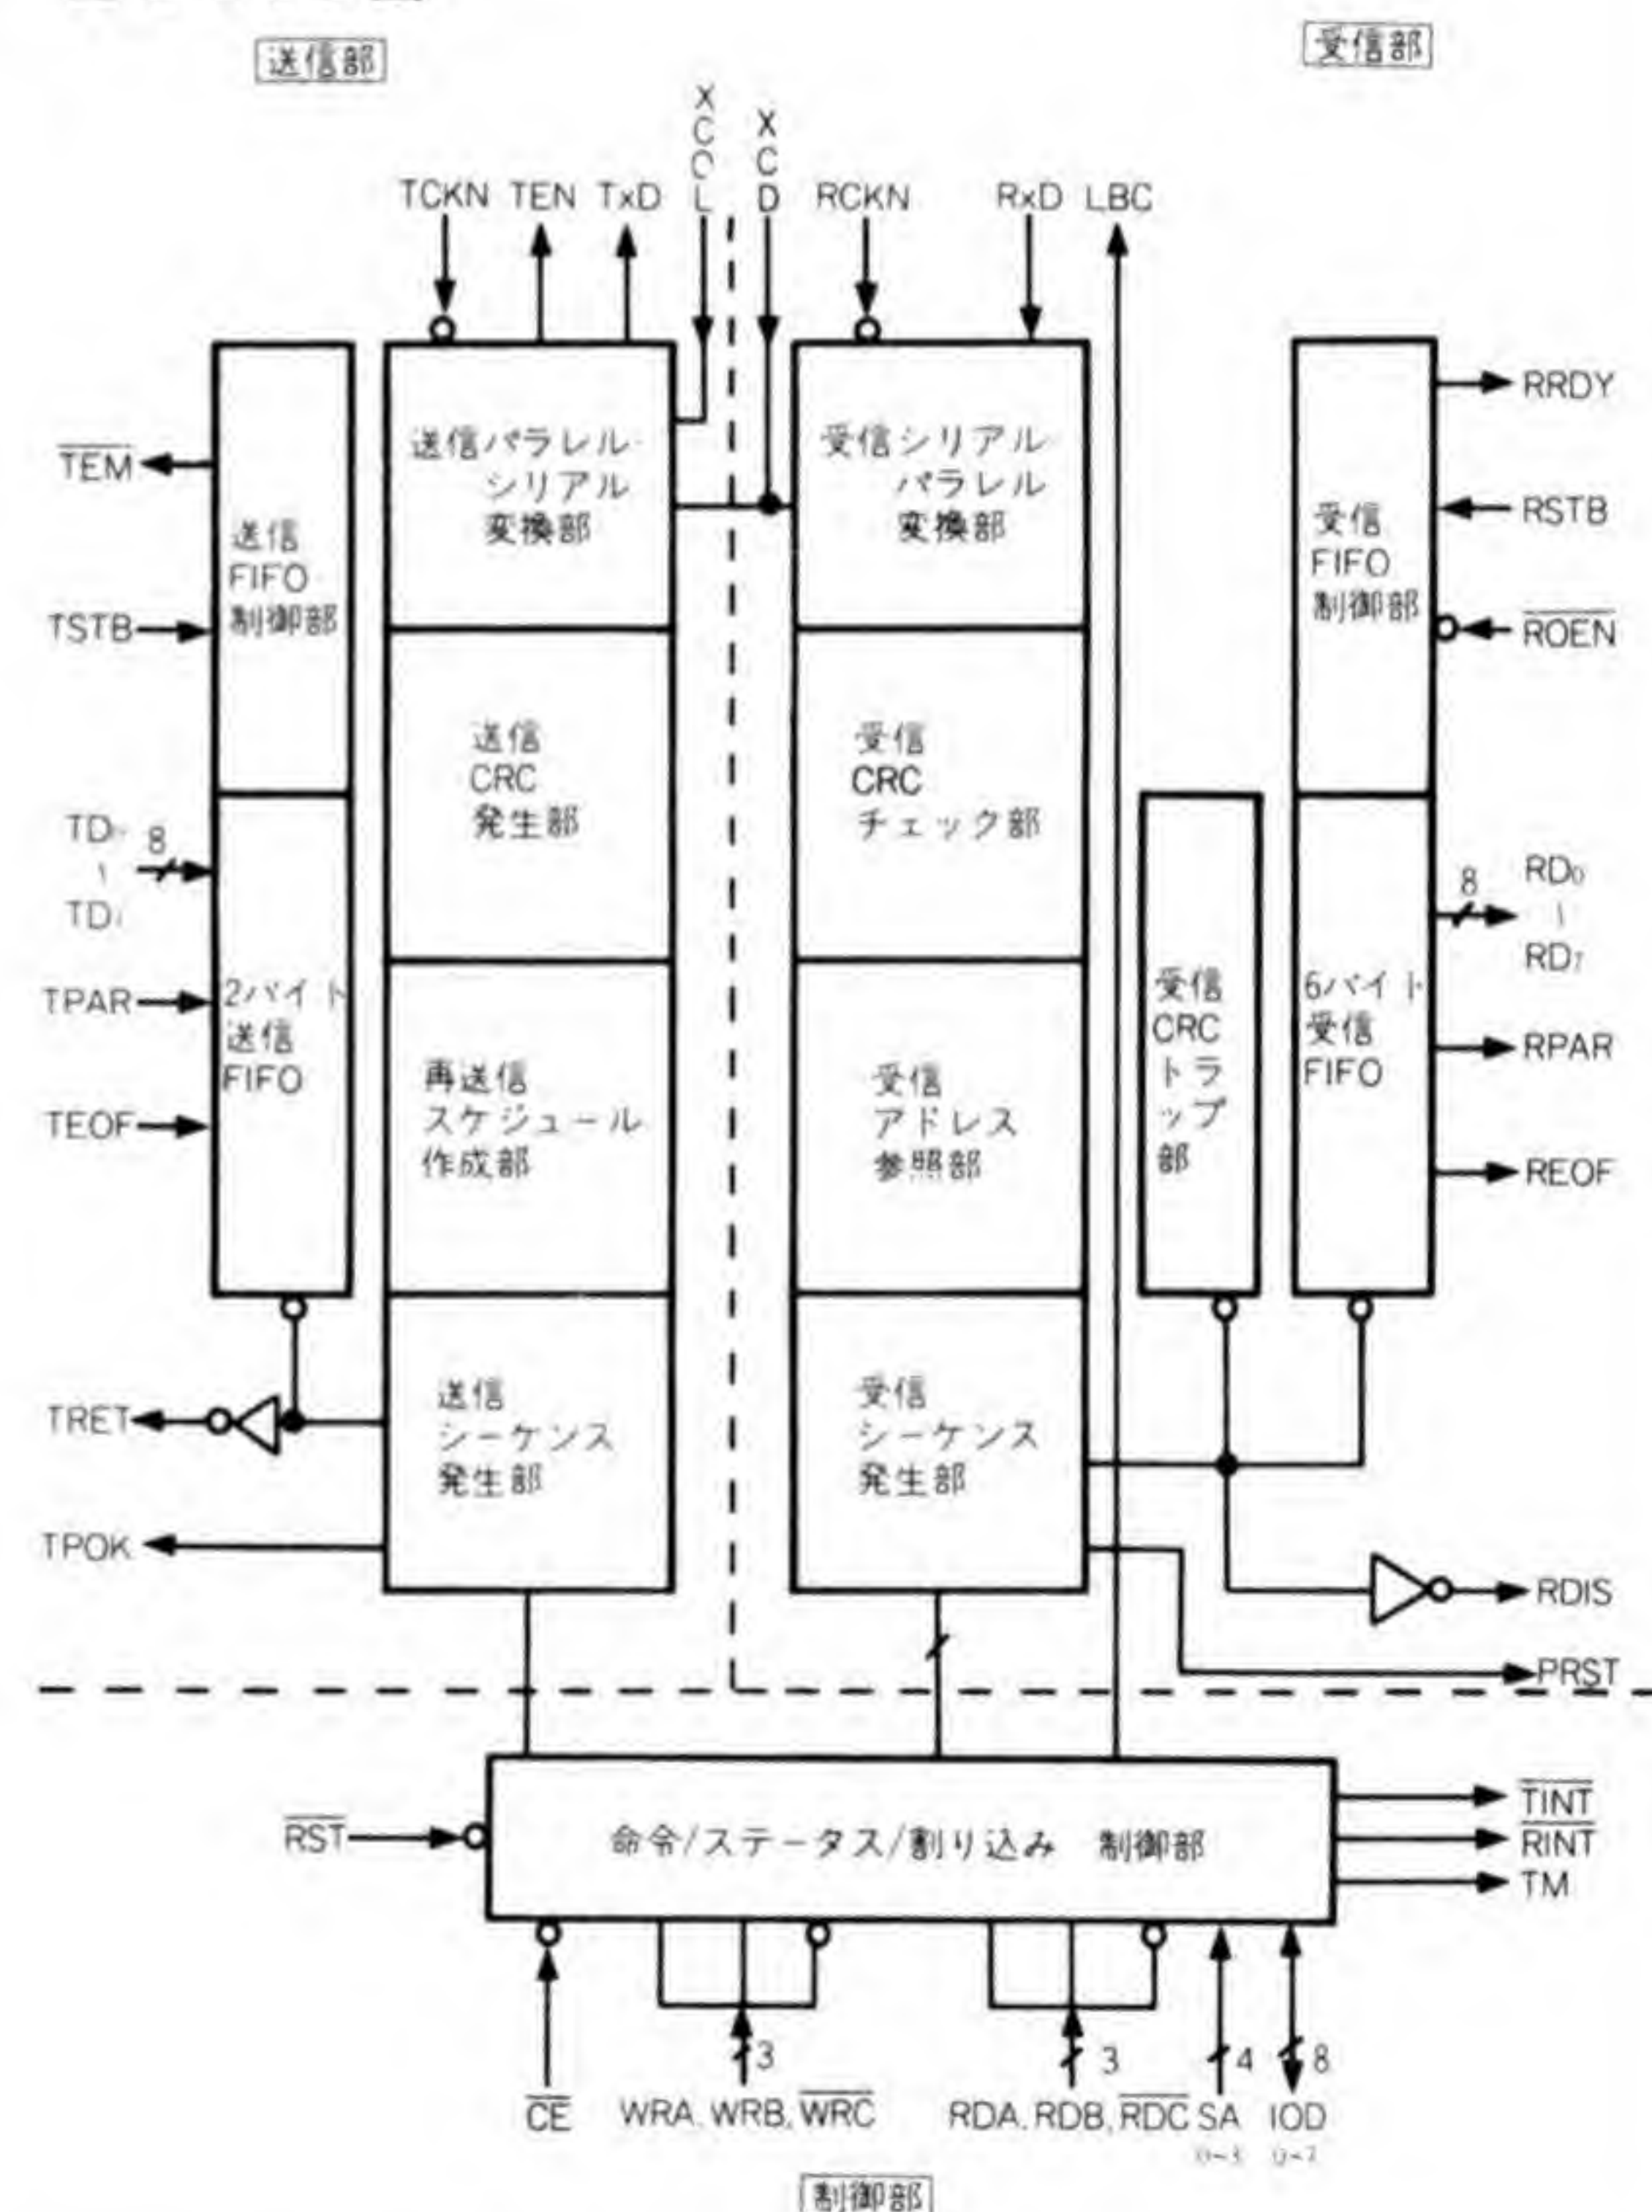 送信部
受信部
XCOL
XCD
TCKN TEN TxD
RCKN
RxD LBC
送信パラレル
シリアル
変換部
受信シリアル
パラレル
変換部
送信
CRC
発生部
受信
CRC
チェック部
再送信
スケジュール
作成部
受信
アドレス
参照部
送信
シーケンス
発生部
受信
シーケンス
発生部
送信
FIFO
制御部
2バイト
送信
FIFO
受信
CRC
トラ
ップ
部
受信
FIFO
制御部
6バイト
受信
FIFO
TEM
TSTB
TD
8
TD
TPAR
TEOF
TRET
TPOK
RRDY
RSTB
ROEN
8
RD0
RD7
RPAR
REOF
RDIS
PRST
RST
命令/ステータス/割り込み 制御部
TINT
RINT
TM
3
3
4
8
CE
WRA, WRB, WRC
RDA, RDB, RDC
SA
0~3
IOD
0~7
制御部